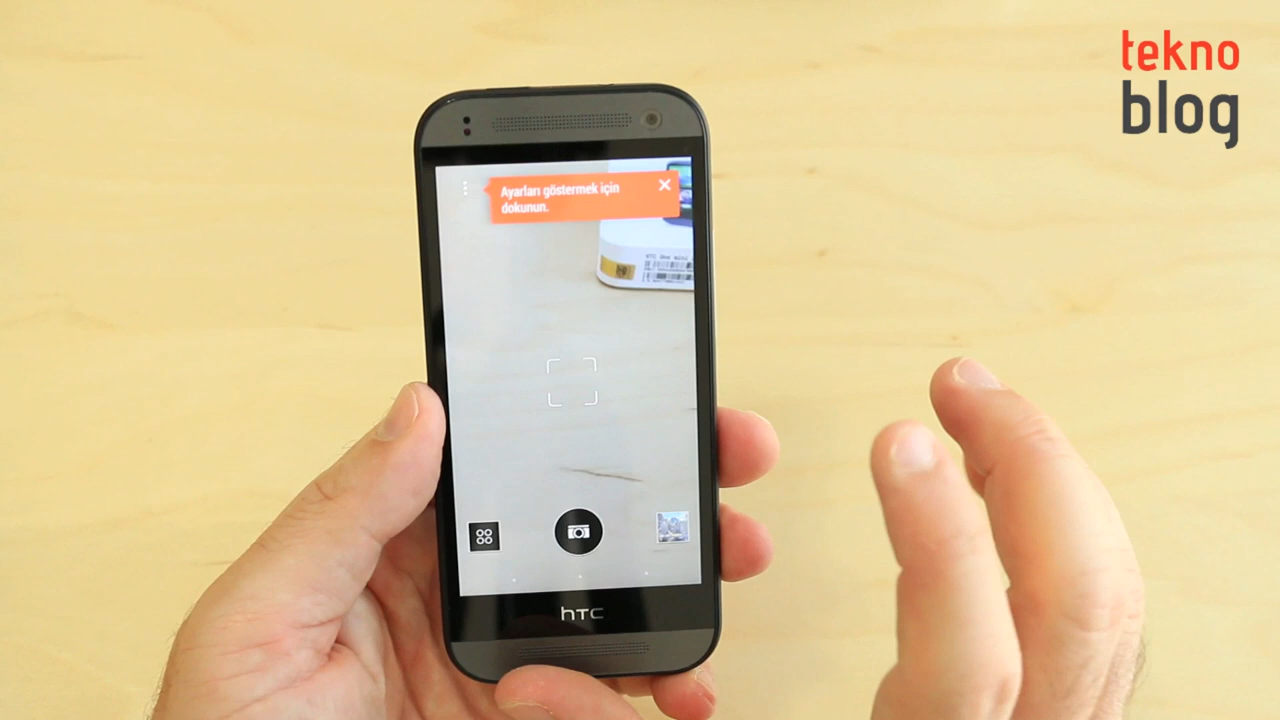 tekno
blog
Ayarları göstermek için
dokunun.
hTC